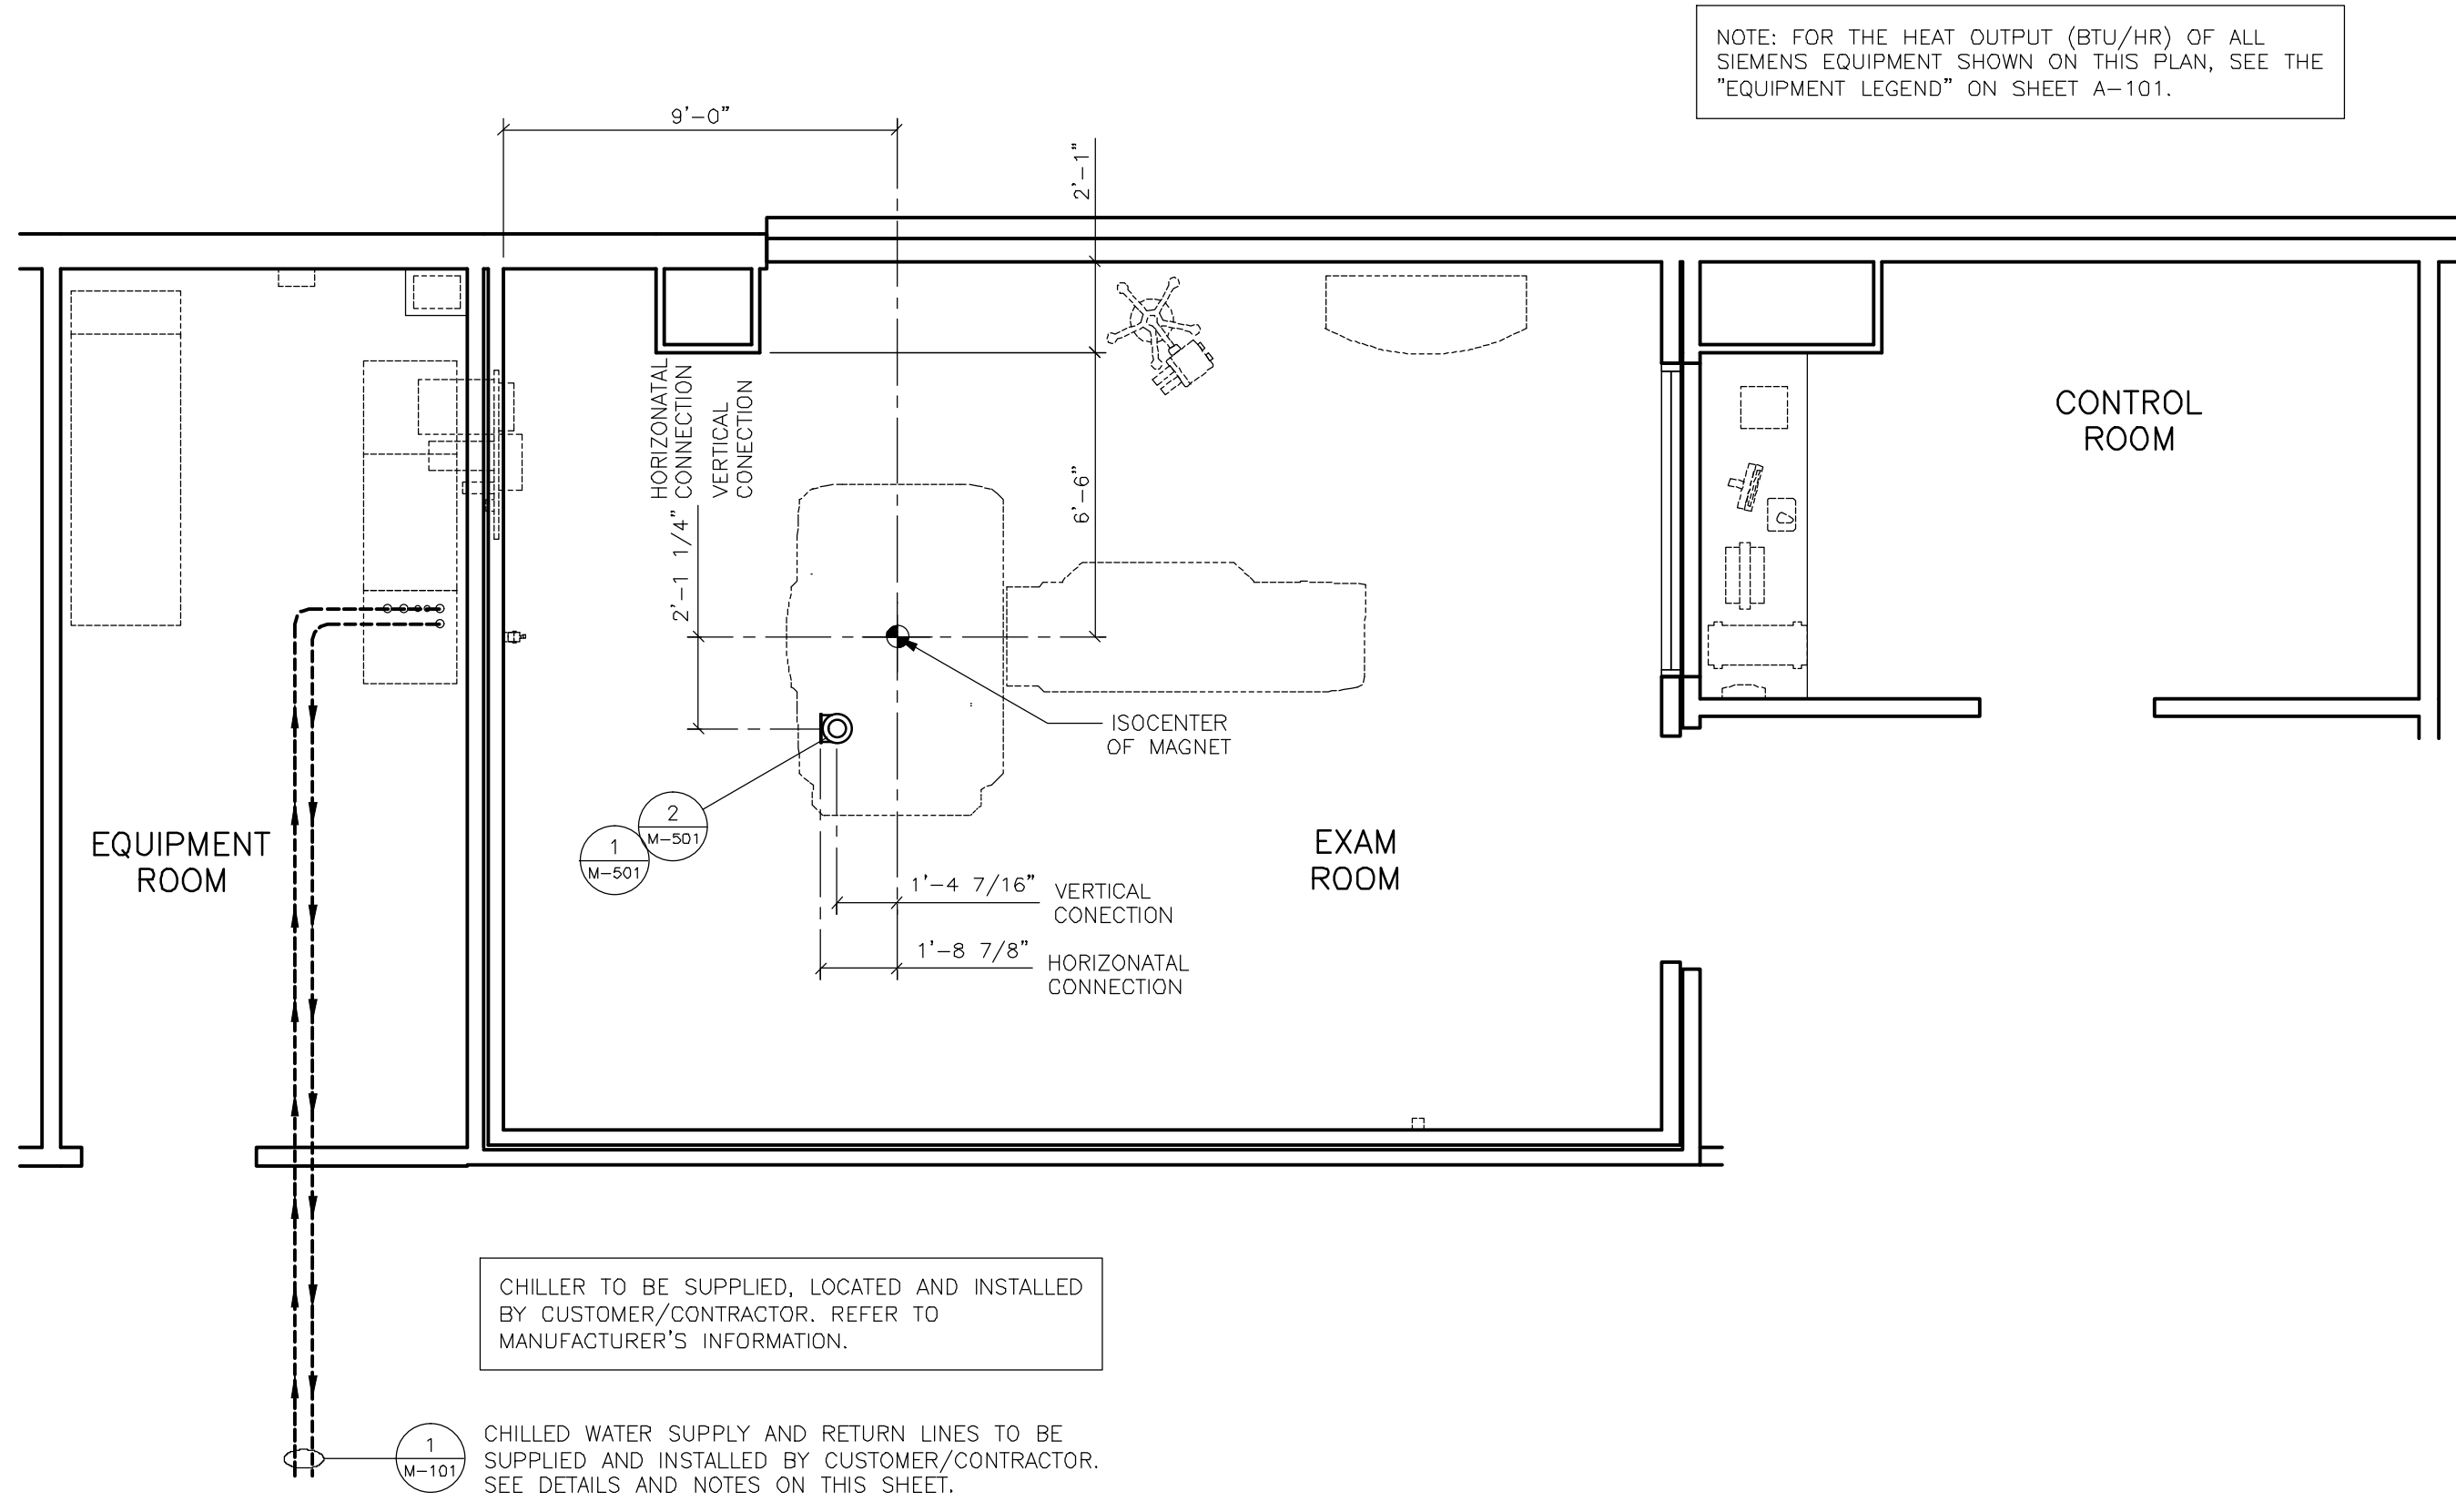 NOTE: FOR THE HEAT OUTPUT (BTU/HR) OF ALL
SIEMENS EQUIPMENT SHOWN ON THIS PLAN, SEE THE
"EQUIPMENT LEGEND" ON SHEET A-101.
9'-0"
2'-1"
HORIZONATAL
CONNECTION
VERTICAL
CONECTION
6'-6"
2'-1 1/4"
CONTROL
ROOM
ISOCENTER
OF MAGNET
2
M-501
1
M-501
EQUIPMENT
ROOM
EXAM
ROOM
1'-4 7/16"
VERTICAL
CONECTION
1'-8 7/8"
HORIZONATAL
CONNECTION
CHILLER TO BE SUPPLIED, LOCATED AND INSTALLED
BY CUSTOMER/CONTRACTOR. REFER TO
MANUFACTURER'S INFORMATION.
1
M-101
CHILLED WATER SUPPLY AND RETURN LINES TO BE
SUPPLIED AND INSTALLED BY CUSTOMER/CONTRACTOR.
SEE DETAILS AND NOTES ON THIS SHEET.